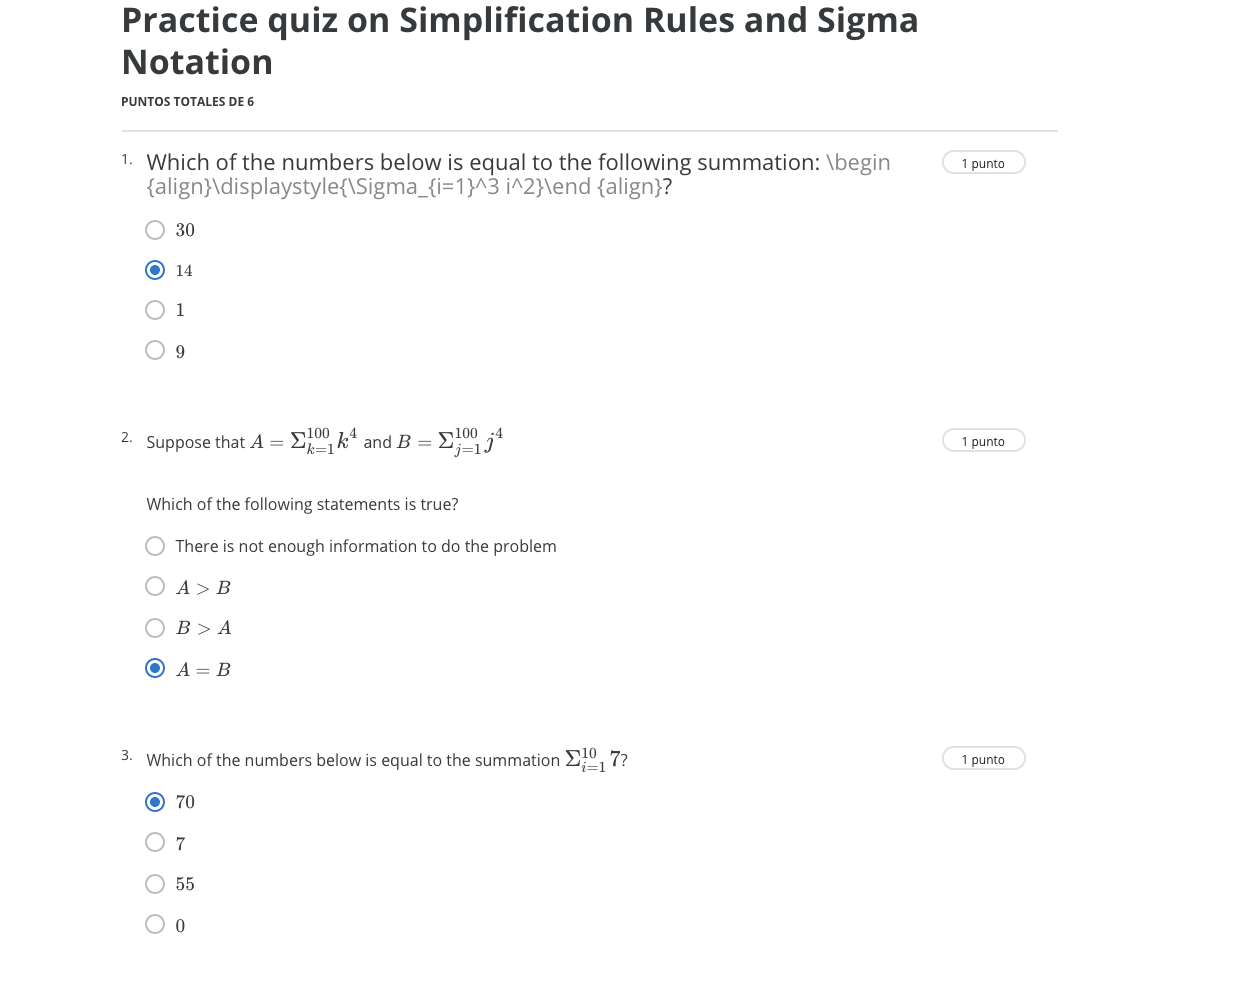 Practice quiz on Simplification Rules and Sigma
Notation
PUNTOS TOTALES DE 6
1. Which of the numbers below is equal to the following summation: \begin
{align}\displaystyle{\Sigma_{i=1}^3 i^2}\end {align}?
1 punto
30
14
1
9
2. Suppose that A = Σ_{k=1}^{100} k^4 and B = Σ_{j=1}^{100} j^4
1 punto
Which of the following statements is true?
There is not enough information to do the problem
A > B
B > A
A = B
3. Which of the numbers below is equal to the summation Σ_{i=1}^{10} 7?
1 punto
70
7
55
0